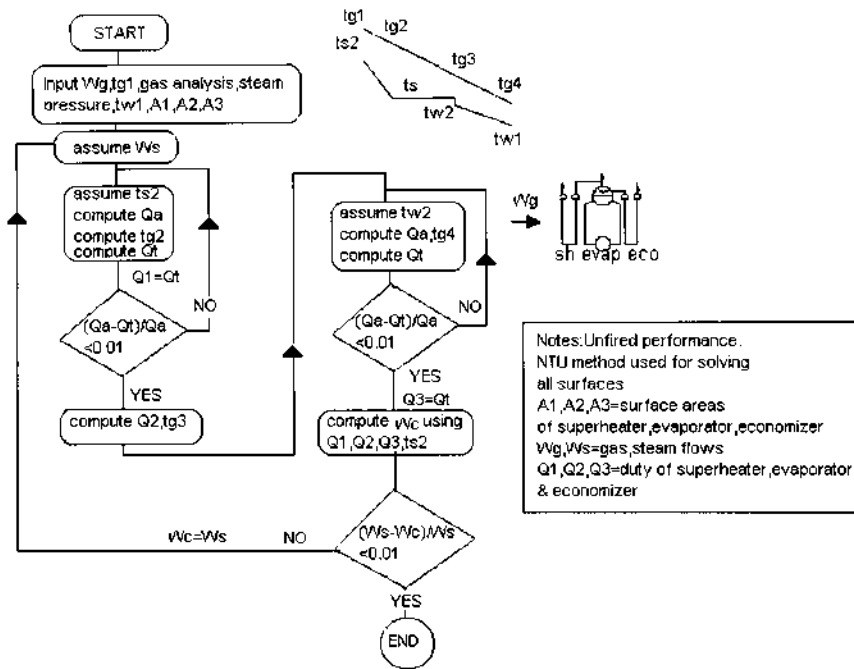 START
Input Wg,tg1,gas analysis,steam
pressure,tw1,A1,A2,A3
assume Ws
assume ts2
compute Qa
compute tg2
compute Qt
Q1=Qt
NO
(Qa-Qt)/Qa
<0.01
YES
compute Q2,tg3
assume tw2
compute Qa,tg4
compute Qt
NO
(Qa-Qt)/Qa
<0.01
YES
Q3=Qt
compute Wc using
Q1,Q2,Q3,ts2
Wc=Ws
NO
(Ws-Wc)/Ws
<0.01
YES
END
tg1
tg2
ts2
tg3
ts
tg4
tw2
tw1
Wg
sh evap eco
Notes:Unfired performance.
NTU method used for solving
all surfaces
A1,A2,A3=surface areas
of superheater,evaporator,economizer
Wg,Ws=gas,steam flows
Q1,Q2,Q3=duty of superheater,evaporator
& economizer